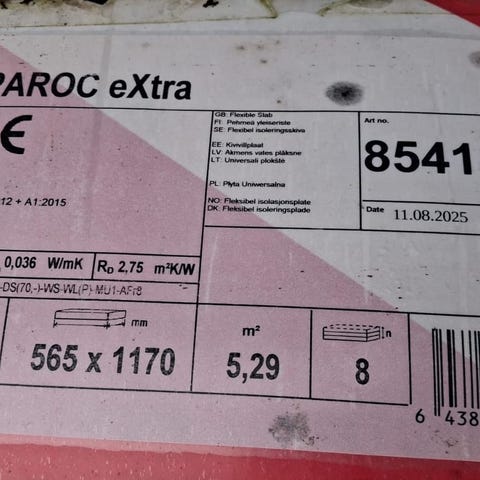 PAROC eXtra
CE
GB: Flexible Slab
FI: Pehmeä yleiseriste
SE: Flexibel isoleringsskiva
EE: Kivivillplaat
LV: Akmens vates plāksne
LT: Universali plokštė
PL: Płyta Uniwersalna
NO: Fleksibel isolasjonsplate
DK: Fleksibel isoleringsplade
Art no.
8541
Date 11.08.2025
12 + A1:2015
0,036 W/mK
RD 2,75 m²K/W
-DS(70,-)-WS-WL(P)-MU1-AFr8
mm
565 x 1170
m²
5,29
n
8
6 438